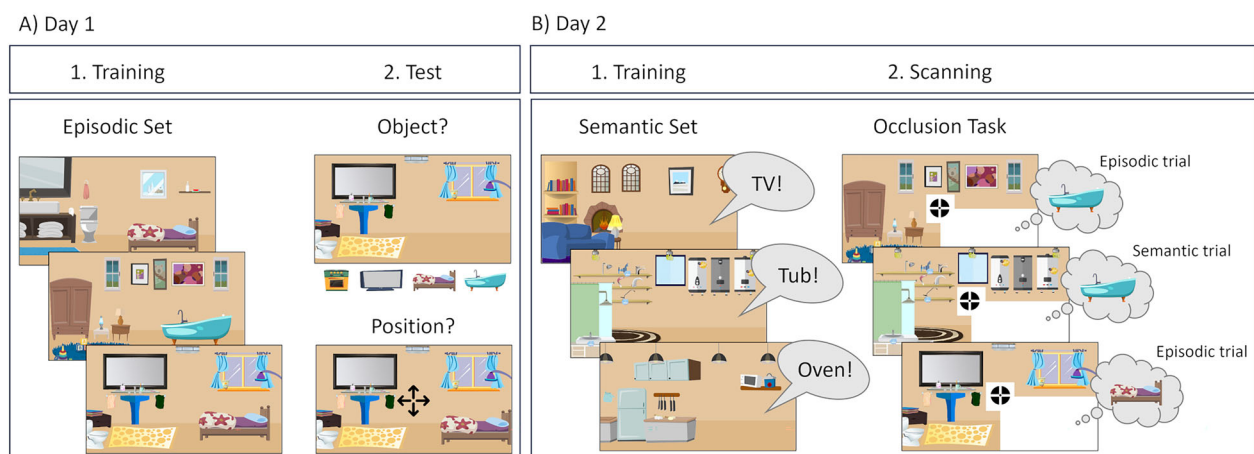 A) Day 1
1. Training
2. Test
Episodic Set
Object?
Position?
B) Day 2
1. Training
2. Scanning
Semantic Set
Occlusion Task
TV!
Tub!
Oven!
Episodic trial
Semantic trial
Episodic trial